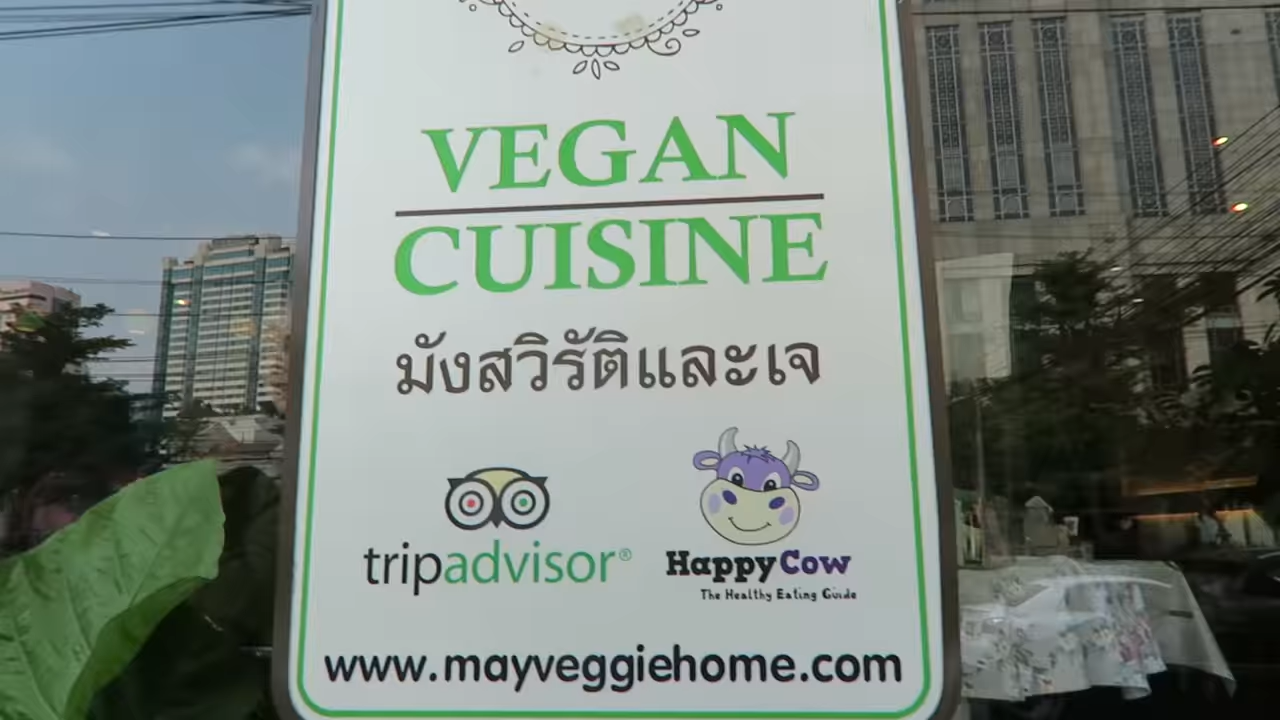 VEGAN
CUISINE
มังสวิรัติและเจ
tripadvisor®
HappyCow
The Healthy Eating Guide
www.mayveggiehome.com